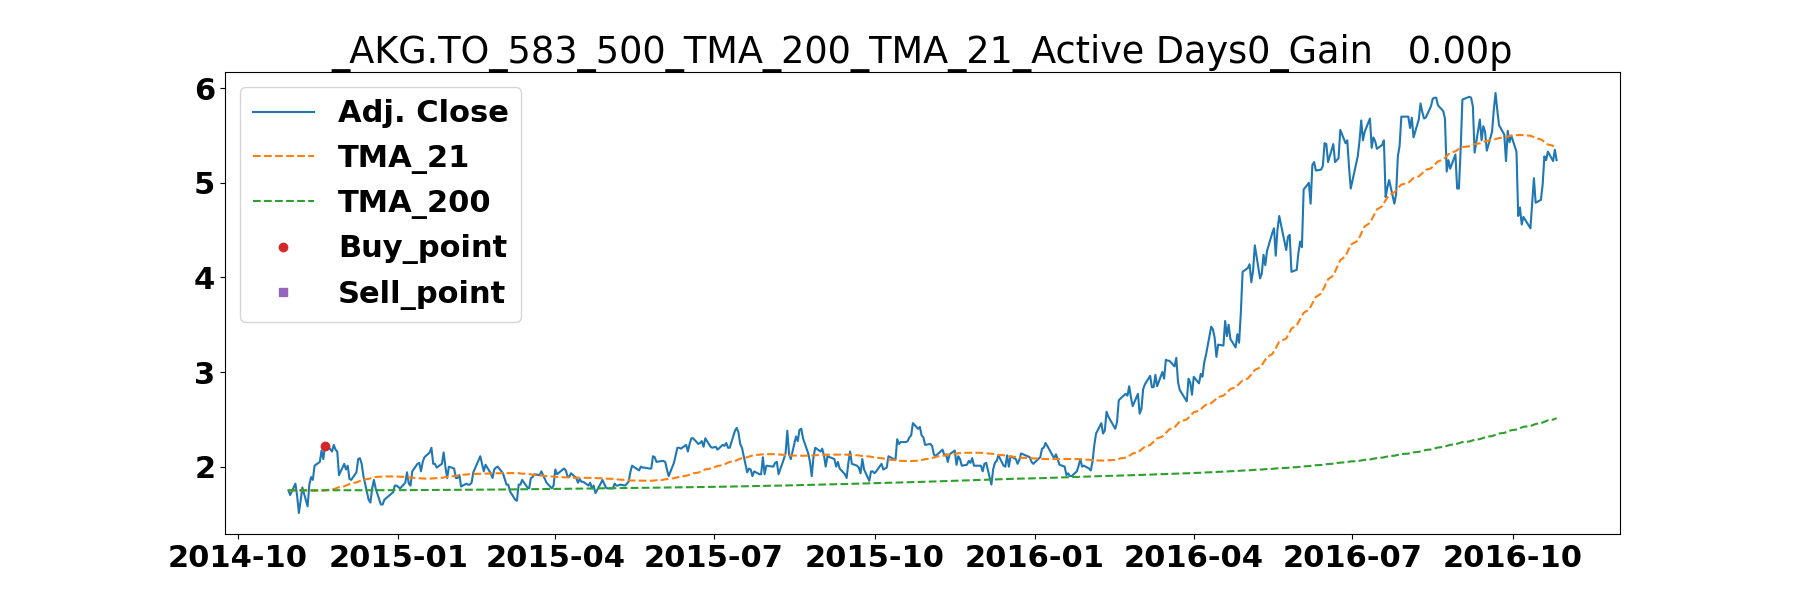 _AKG.TO_583_500_TMA_200_TMA_21_Active Days0_Gain   0.00p
6
5
4
3
2
Adj. Close
TMA_21
TMA_200
Buy_point
Sell_point
2014-10 2015-01 2015-04 2015-07 2015-10 2016-01 2016-04 2016-07 2016-10